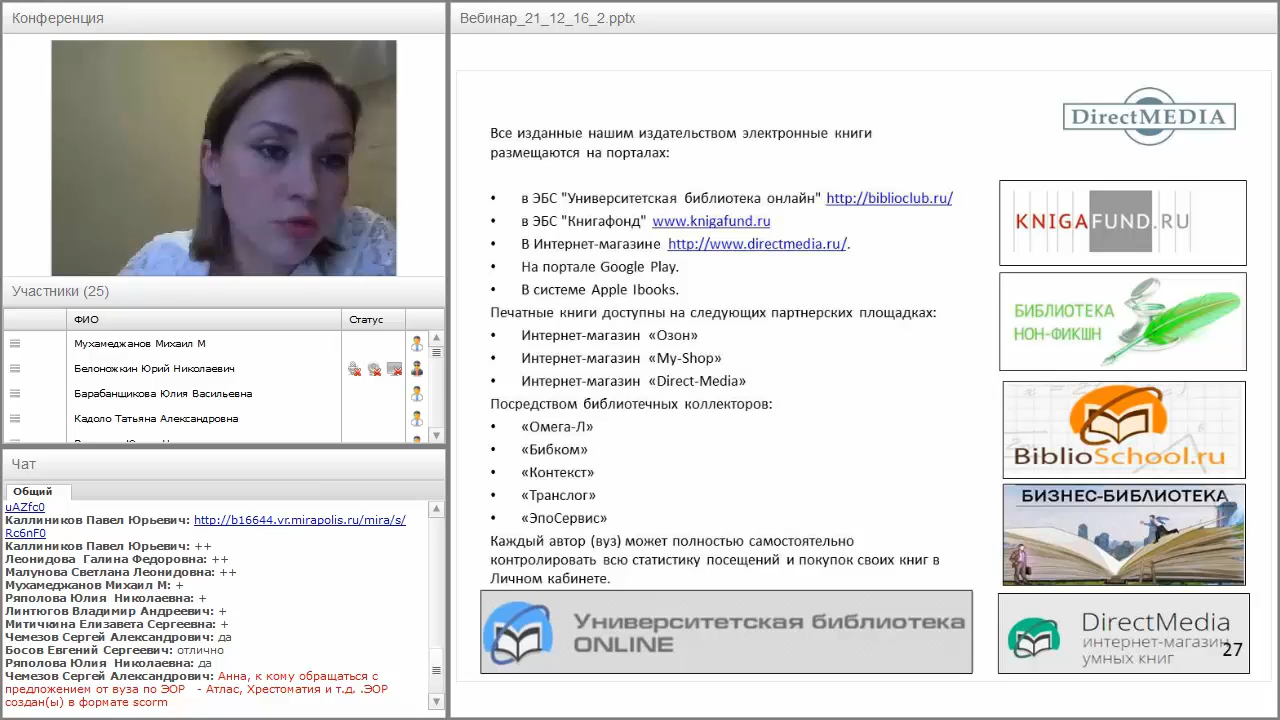 Конференция
Участники (25)
ФИО Статус
Мухамеджанов Михаил М
Белоножкин Юрий Николаевич
Барабанщикова Юлия Васильевна
Кадоло Татьяна Александровна
Чат
Общий
uAZfc0
Каллиников Павел Юрьевич: http://b16644.vr.mirapolis.ru/mira/s/
Rc6nF0
Каллиников Павел Юрьевич: ++
Леонидова Галина Федоровна: ++
Малунова Светлана Леонидовна: ++
Мухамеджанов Михаил М: +
Ряполова Юлия Николаевна: +
Линтюгов Владимир Андреевич: +
Митичкина Елизавета Сергеевна: +
Чемезов Сергей Александрович: да
Босов Евгений Сергеевич: отлично
Ряполова Юлия Николаевна: да
Чемезов Сергей Александрович: Анна, к кому обращаться с
предложением от вуза по ЭОР - Атлас, Хрестоматия и т.д. .ЭОР
создан(ы) в формате scorm
Вебинар_21_12_16_2.pptx
DirectMEDIA
Все изданные нашим издательством электронные книги
размещаются на порталах:
• в ЭБС "Университетская библиотека онлайн" http://biblioclub.ru/
• в ЭБС "Книгафонд" www.knigafund.ru
• В Интернет-магазине http://www.directmedia.ru/.
• На портале Google Play.
• В системе Apple Ibooks.
Печатные книги доступны на следующих партнерских площадках:
• Интернет-магазин «Озон»
• Интернет-магазин «My-Shop»
• Интернет-магазин «Direct-Media»
Посредством библиотечных коллекторов:
• «Омега-Л»
• «Бибком»
• «Контекст»
• «Транслог»
• «ЭпоСервис»
Каждый автор (вуз) может полностью самостоятельно
контролировать всю статистику посещений и покупок своих книг в
Личном кабинете.
Университетская библиотека
ONLINE
KNIGAFUND.RU
БИБЛИОТЕКА
НОН-ФИКШН
BiblioSchool.ru
БИЗНЕС-БИБЛИОТЕКА
DirectMedia
интернет-магазин
умных книг
27